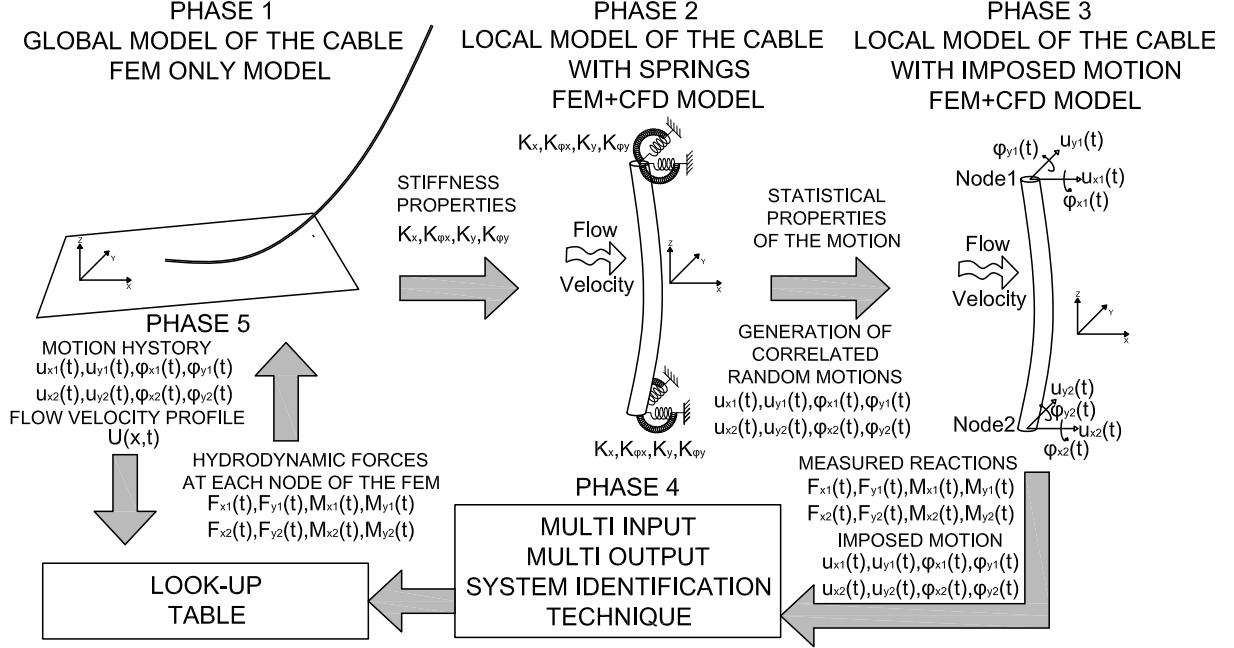 PHASE 1
GLOBAL MODEL OF THE CABLE
FEM ONLY MODEL
Z
Y
X
STIFFNESS
PROPERTIES
Kx,Kφx,Ky,Kφy
PHASE 2
LOCAL MODEL OF THE CABLE
WITH SPRINGS
FEM+CFD MODEL
Kx,Kφx,Ky,Kφy
Flow
Velocity
Z
Y
X
Kx,Kφx,Ky,Kφy
STATISTICAL
PROPERTIES
OF THE MOTION
GENERATION OF
CORRELATED
RANDOM MOTIONS
ux1(t),uy1(t),φx1(t),φy1(t)
ux2(t),uy2(t),φx2(t),φy2(t)
PHASE 3
LOCAL MODEL OF THE CABLE
WITH IMPOSED MOTION
FEM+CFD MODEL
φy1(t)
uy1(t)
Node1
ux1(t)
φx1(t)
Flow
Velocity
Z
Y
X
uy2(t)
φy2(t)
Node2
ux2(t)
φx2(t)
MEASURED REACTIONS
Fx1(t),Fy1(t),Mx1(t),My1(t)
Fx2(t),Fy2(t),Mx2(t),My2(t)
IMPOSED MOTION
ux1(t),uy1(t),φx1(t),φy1(t)
ux2(t),uy2(t),φx2(t),φy2(t)
PHASE 4
MULTI INPUT
MULTI OUTPUT
SYSTEM IDENTIFICATION
TECHNIQUE
PHASE 5
MOTION HYSTORY
ux1(t),uy1(t),φx1(t),φy1(t)
ux2(t),uy2(t),φx2(t),φy2(t)
FLOW VELOCITY PROFILE
U(x,t)
HYDRODYNAMIC FORCES
AT EACH NODE OF THE FEM
Fx1(t),Fy1(t),Mx1(t),My1(t)
Fx2(t),Fy2(t),Mx2(t),My2(t)
LOOK-UP
TABLE